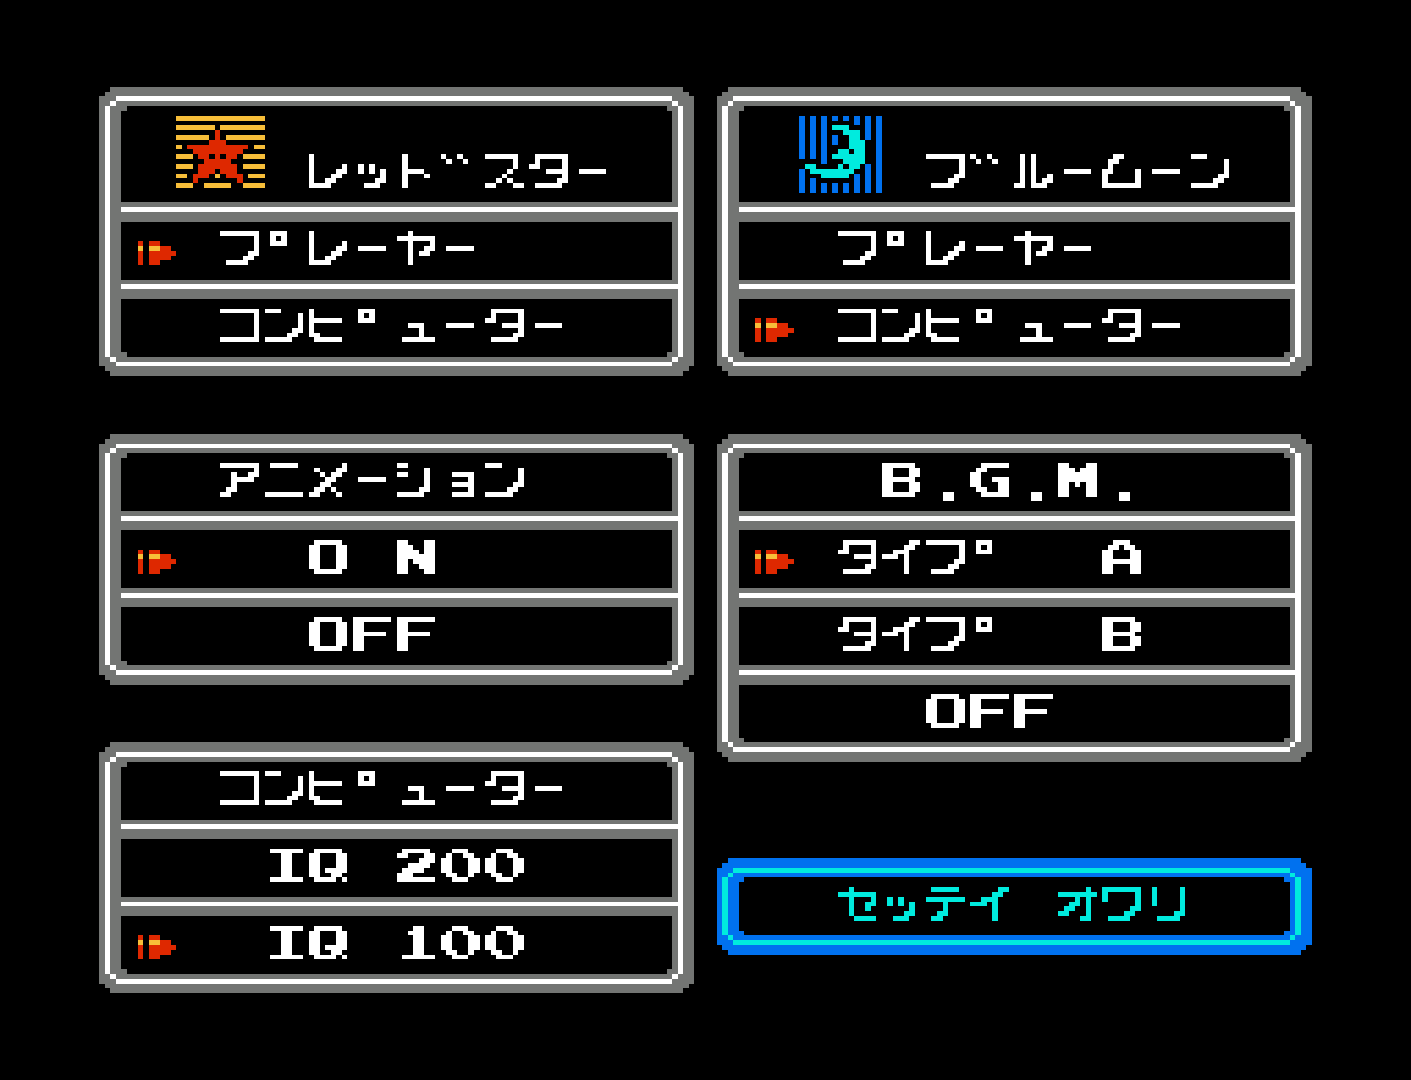 レッドスター
プレーヤー
コンピューター
ブルームーン
プレーヤー
コンピューター
アニメーション
ON
OFF
B.G.M.
タイプ A
タイプ B
OFF
コンピューター
IQ 200
IQ 100
セッテイ オワリ